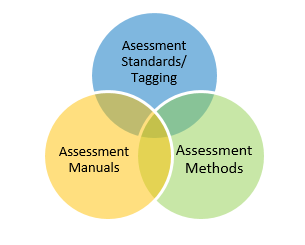 Asessment
Standards/
Tagging
Assessment
Manuals
Assessment
Methods